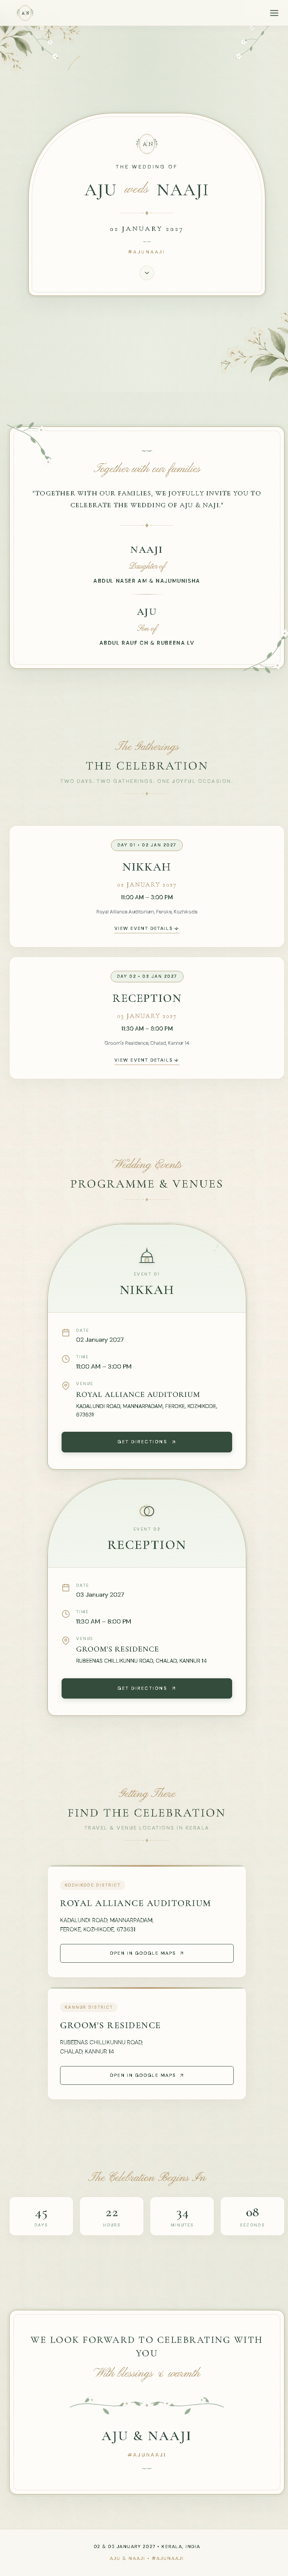 AJU weds NAAJI
THE WEDDING OF
02 JANUARY 2027
#AJUNAAJI
Together with our families
"TOGETHER WITH OUR FAMILIES, WE JOYFULLY INVITE YOU TO
CELEBRATE THE WEDDING OF AJU & NAJI."
NAAJI
Daughter of
ABDUL NASER AM & NAJUMUNISHA
AJU
Son of
ABDUL RAUF CH & RUBEENA LV
The Gatherings
THE CELEBRATION
TWO DAYS. TWO GATHERINGS. ONE JOYFUL OCCASION.
DAY 01 • 02 JAN 2027
NIKKAH
02 JANUARY 2027
11:00 AM – 3:00 PM
Royal Alliance Auditorium, Feroke, Kozhikode
VIEW EVENT DETAILS →
DAY 02 • 03 JAN 2027
RECEPTION
03 JANUARY 2027
11:30 AM – 8:00 PM
Groom's Residence, Chalad, Kannur 14
VIEW EVENT DETAILS →
Wedding Events
PROGRAMME & VENUES
EVENT 01
NIKKAH
DATE
02 January 2027
TIME
11:00 AM – 3:00 PM
VENUE
ROYAL ALLIANCE AUDITORIUM
KADALUNDI ROAD, MANNARPADAM, FEROKE, KOZHIKODE,
673631
GET DIRECTIONS ↗
EVENT 02
RECEPTION
DATE
03 January 2027
TIME
11:30 AM – 8:00 PM
VENUE
GROOM'S RESIDENCE
RUBEENAS CHILLIKUNNU ROAD, CHALAD, KANNUR 14
GET DIRECTIONS ↗
Getting There
FIND THE CELEBRATION
TRAVEL & VENUE LOCATIONS IN KERALA
KOZHIKODE DISTRICT
ROYAL ALLIANCE AUDITORIUM
KADALUNDI ROAD, MANNARPADAM,
FEROKE, KOZHIKODE, 673631
OPEN IN GOOGLE MAPS ↗
KANNUR DISTRICT
GROOM'S RESIDENCE
RUBEENAS CHILLIKUNNU ROAD,
CHALAD, KANNUR 14
OPEN IN GOOGLE MAPS ↗
The Celebration Begins In
45 22 34 08
DAYS HOURS MINUTES SECONDS
WE LOOK FORWARD TO CELEBRATING WITH
YOU
With blessings & warmth
AJU & NAAJI
#AJUNAAJI
02 & 03 JANUARY 2027 • KERALA, INDIA
AJU & NAAJI • #AJUNAAJI